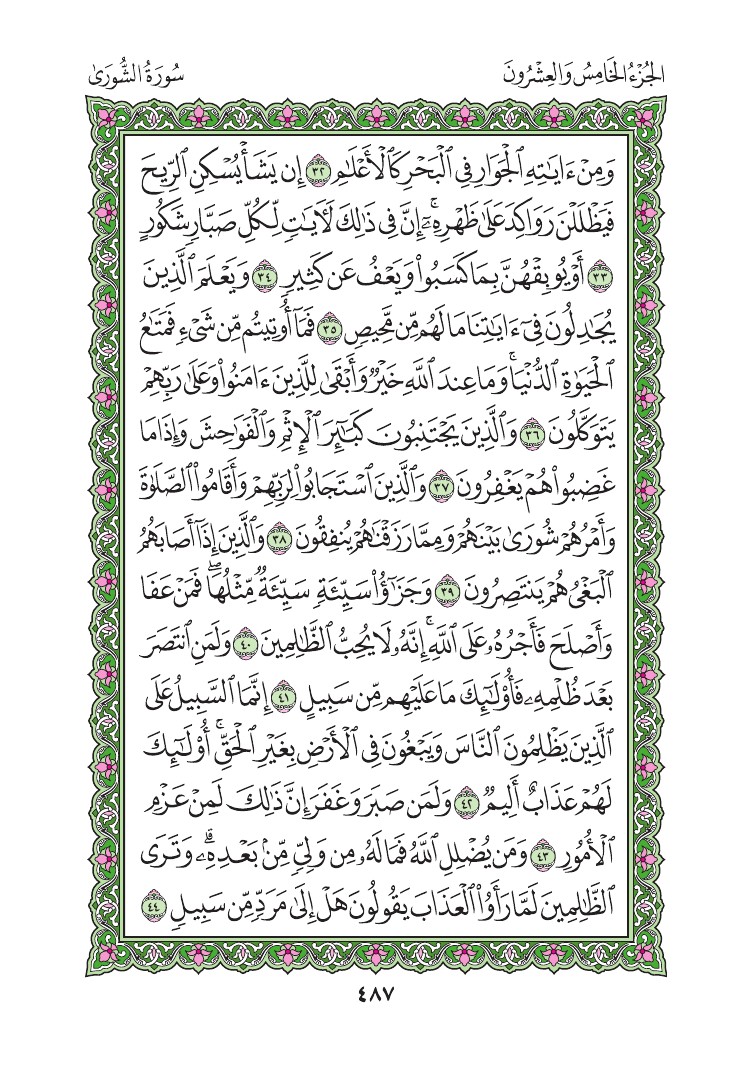 الجُزْءُ الخَامِسُ وَالعِشْرُونَ
سُورَةُ الشُّورَىٰ
وَمِنْ ءَايَٰتِهِ ٱلْجَوَارِ فِى ٱلْبَحْرِ كَٱلْأَعْلَٰمِ ٣٢ إِن يَشَأْ يُسْكِنِ ٱلرِّيحَ
فَيَظْلَلْنَ رَوَاكِدَ عَلَىٰ ظَهْرِهِۦٓ ۚ إِنَّ فِى ذَٰلِكَ لَءَايَٰتٍ لِّكُلِّ صَبَّارٍ شَكُورٍ
٣٣ أَوْ يُوبِقْهُنَّ بِمَا كَسَبُوا۟ وَيَعْفُ عَن كَثِيرٍ ٣٤ وَيَعْلَمَ ٱلَّذِينَ
يُجَٰدِلُونَ فِىٓ ءَايَٰتِنَا مَا لَهُم مِّن مَّحِيصٍ ٣٥ فَمَآ أُوتِيتُم مِّن شَىْءٍ فَمَتَٰعُ
ٱلْحَيَوٰةِ ٱلدُّنْيَا ۚ وَمَا عِندَ ٱللَّهِ خَيْرٌ وَأَبْقَىٰ لِلَّذِينَ ءَامَنُوا۟ وَعَلَىٰ رَبِّهِمْ
يَتَوَكَّلُونَ ٣٦ وَٱلَّذِينَ يَجْتَنِبُونَ كَبَٰٓئِرَ ٱلْإِثْمِ وَٱلْفَوَٰحِشَ وَإِذَا مَا
غَضِبُوا۟ هُمْ يَغْفِرُونَ ٣٧ وَٱلَّذِينَ ٱسْتَجَابُوا۟ لِرَبِّهِمْ وَأَقَامُوا۟ ٱلصَّلَوٰةَ
وَأَمْرُهُمْ شُورَىٰ بَيْنَهُمْ وَمِمَّا رَزَقْنَٰهُمْ يُنفِقُونَ ٣٨ وَٱلَّذِينَ إِذَآ أَصَابَهُمُ
ٱلْبَغْىُ هُمْ يَنتَصِرُونَ ٣٩ وَجَزَٰٓؤُا۟ سَيِّئَةٍ سَيِّئَةٌ مِّثْلُهَا ۖ فَمَنْ عَفَا
وَأَصْلَحَ فَأَجْرُهُۥ عَلَى ٱللَّهِ ۚ إِنَّهُۥ لَا يُحِبُّ ٱلظَّٰلِمِينَ ٤٠ وَلَمَنِ ٱنتَصَرَ
بَعْدَ ظُلْمِهِۦ فَأُو۟لَٰٓئِكَ مَا عَلَيْهِم مِّن سَبِيلٍ ٤١ إِنَّمَا ٱلسَّبِيلُ عَلَى
ٱلَّذِينَ يَظْلِمُونَ ٱلنَّاسَ وَيَبْغُونَ فِى ٱلْأَرْضِ بِغَيْرِ ٱلْحَقِّ ۚ أُو۟لَٰٓئِكَ
لَهُمْ عَذَابٌ أَلِيمٌ ٤٢ وَلَمَن صَبَرَ وَغَفَرَ إِنَّ ذَٰلِكَ لَمِنْ عَزْمِ
ٱلْأُمُورِ ٤٣ وَمَن يُضْلِلِ ٱللَّهُ فَمَا لَهُۥ مِن وَلِىٍّ مِّنۢ بَعْدِهِۦ ۗ وَتَرَى
ٱلظَّٰلِمِينَ لَمَّا رَأَوُا۟ ٱلْعَذَابَ يَقُولُونَ هَلْ إِلَىٰ مَرَدٍّ مِّن سَبِيلٍ ٤٤
٤٨٧